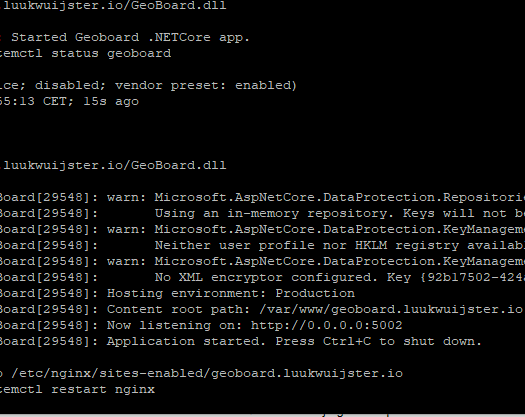 .luukwuijster.io/GeoBoard.dll
: Started Geoboard .NETCore app.
temctl status geoboard
ice; disabled; vendor preset: enabled)
55:13 CET; 15s ago
.luukwuijster.io/GeoBoard.dll
Board[29548]: warn: Microsoft.AspNetCore.DataProtection.Repositorie
Board[29548]: Using an in-memory repository. Keys will not be
Board[29548]: warn: Microsoft.AspNetCore.DataProtection.KeyManageme
Board[29548]: Neither user profile nor HKLM registry availabl
Board[29548]: warn: Microsoft.AspNetCore.DataProtection.KeyManageme
Board[29548]: No XML encryptor configured. Key {92b17502-424a
Board[29548]: Hosting environment: Production
Board[29548]: Content root path: /var/www/geoboard.luukwuijster.io
Board[29548]: Now listening on: http://0.0.0.0:5002
Board[29548]: Application started. Press Ctrl+C to shut down.
o /etc/nginx/sites-enabled/geoboard.luukwuijster.io
temctl restart nginx